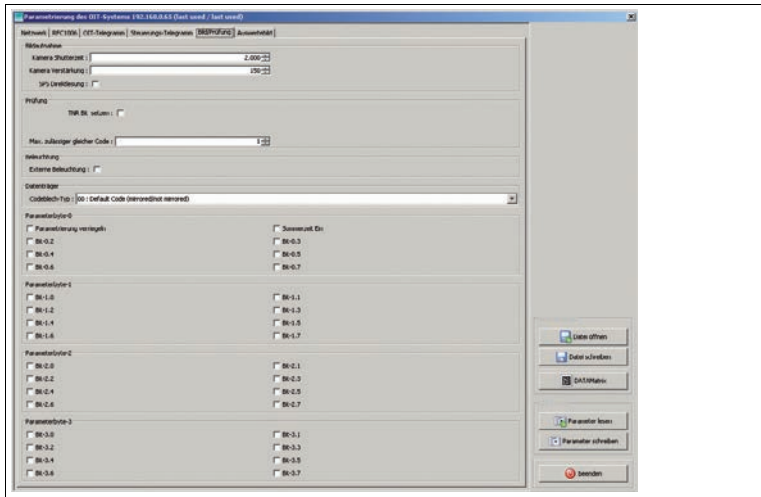 Parametrierung des OIT-Systems 192.168.0.61 (last used / last used)
Netzwerk RFC1006 OIT-Telegramm Steuerungs-Telegramm Bild/Prüfung Auswertebild
Bildaufnahme
Kamera Shutterzeit : 2.000
Kamera Verstärkung : 150
SPS Direktlesung :
Prüfung
TNR Bit setzen :
Max. zulässiger gleicher Code :
Beleuchtung
Externe Beleuchtung :
Datenträger
Codeblech-Typ : 00 : Default Code (mirrored/not mirrored)
Parameterbyte-0
Parametrierung verriegeln Sommerzeit Ein
Bit-0.2 Bit-0.3
Bit-0.4 Bit-0.5
Bit-0.6 Bit-0.7
Parameterbyte-1
Bit-1.0 Bit-1.1
Bit-1.2 Bit-1.3
Bit-1.4 Bit-1.5
Bit-1.6 Bit-1.7
Parameterbyte-2
Bit-2.0 Bit-2.1
Bit-2.2 Bit-2.3
Bit-2.4 Bit-2.5
Bit-2.6 Bit-2.7
Parameterbyte-3
Bit-3.0 Bit-3.1
Bit-3.2 Bit-3.3
Bit-3.4 Bit-3.5
Bit-3.6 Bit-3.7
Datei öffnen
Datei schreiben
DATAMatrix
Parameter lesen
Parameter schreiben
beenden